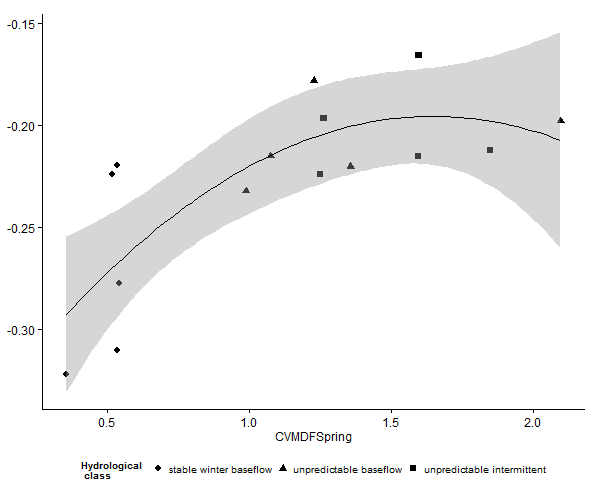 -0.15
-0.20
-0.25
-0.30
0.5 1.0 1.5 2.0
CVMDFSpring
Hydrological
class
stable winter baseflow unpredictable baseflow unpredictable intermittent